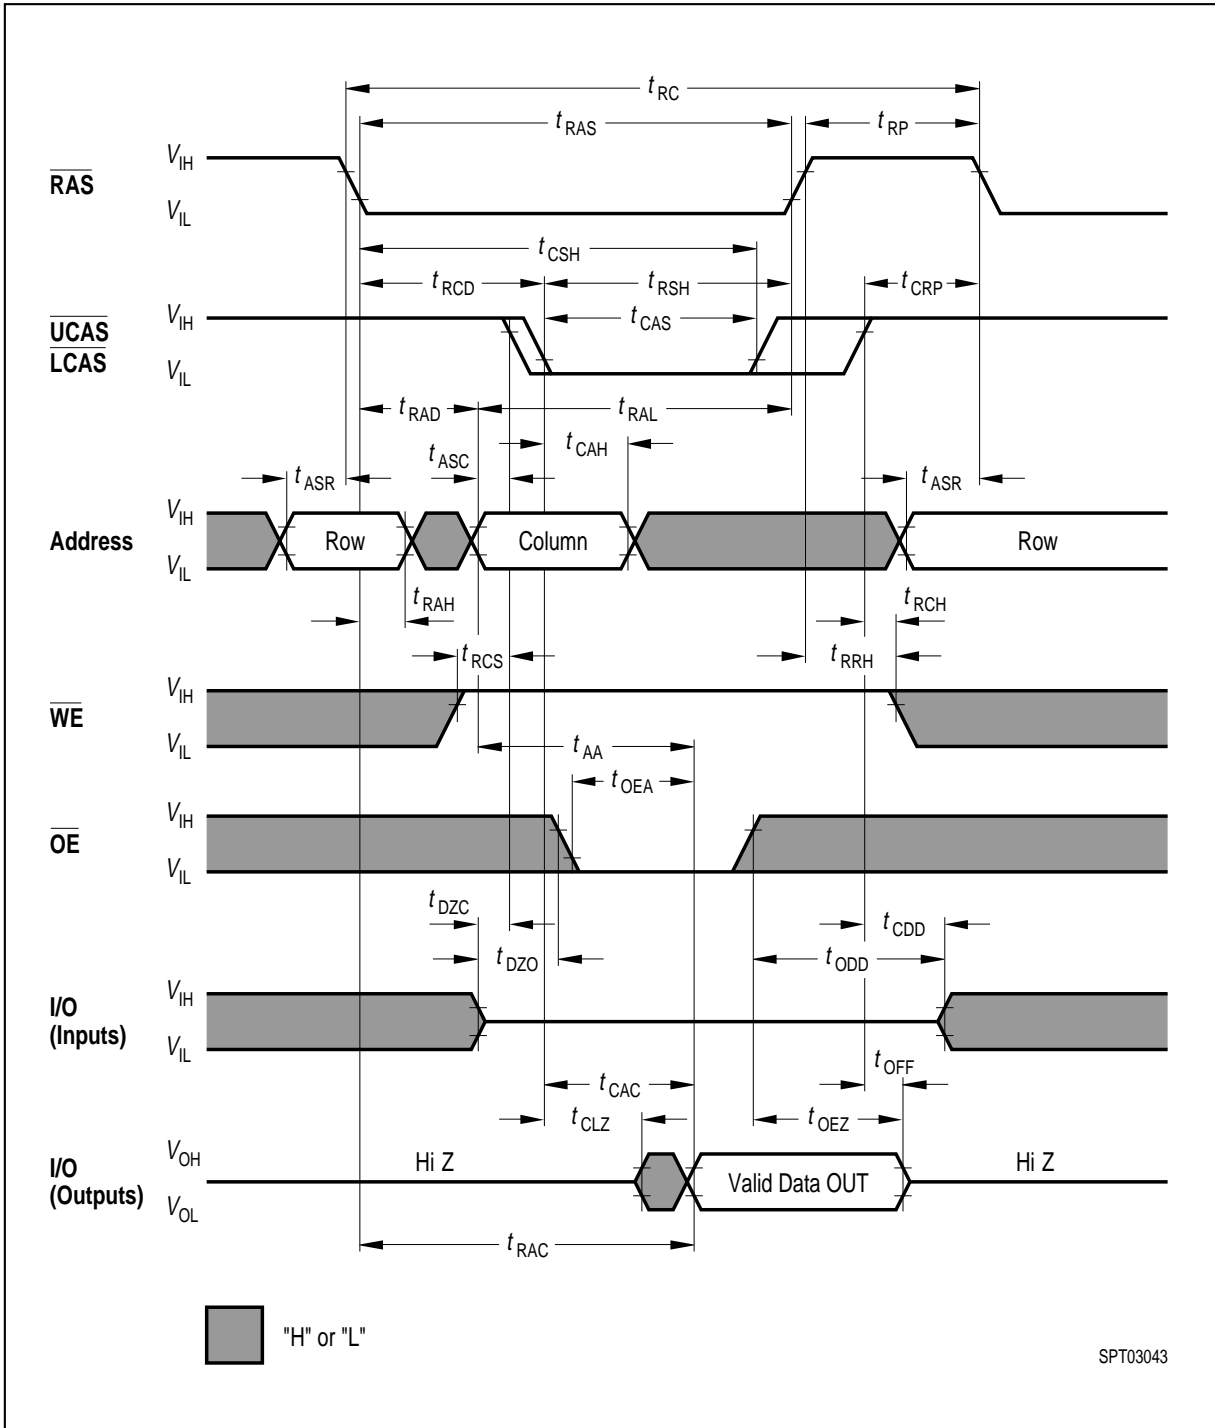 tRC
tRAS
tRP
RAS
VIH
VIL
tCSH
tRCD
tRSH
tCRP
UCAS
LCAS
VIH
tCAS
VIL
tRAD
tRAL
tASC
tCAH
tASR
tASR
Address
VIH
Row
Column
Row
VIL
tRAH
tRCH
tRCS
tRRH
WE
VIH
VIL
tAA
tOEA
OE
VIH
VIL
tDZC
tCDD
tDZO
tODD
I/O
(Inputs)
VIH
VIL
tOFF
tCAC
tCLZ
tOEZ
I/O
(Outputs)
VOH
Hi Z
Valid Data OUT
Hi Z
VOL
tRAC
"H" or "L"
SPT03043